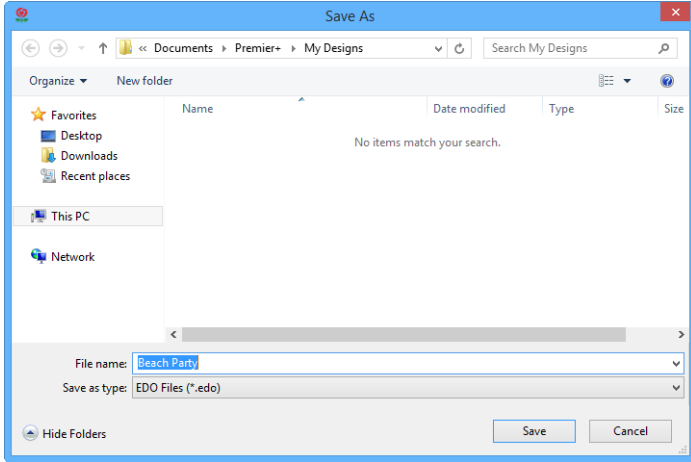 Save As
« Documents Premier+ My Designs
Search My Designs
Organize
New folder
Name
Date modified
Type
Size
Favorites
Desktop
Downloads
Recent places
This PC
Network
No items match your search.
File name: Beach Party
Save as type: EDO Files (*.edo)
Hide Folders
Save
Cancel